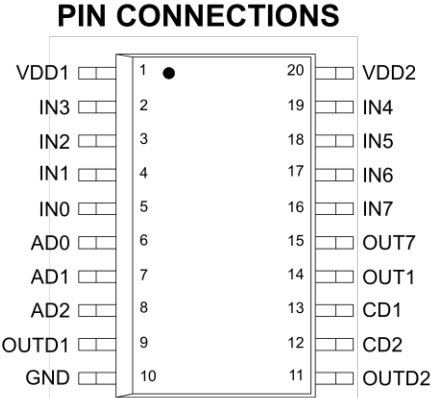 PIN CONNECTIONS
VDD1 1 20 VDD2
IN3 2 19 IN4
IN2 3 18 IN5
IN1 4 17 IN6
IN0 5 16 IN7
AD0 6 15 OUT7
AD1 7 14 OUT1
AD2 8 13 CD1
OUTD1 9 12 CD2
GND 10 11 OUTD2